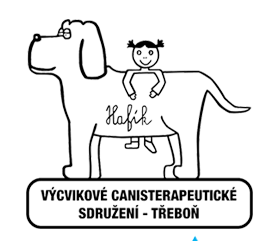 Hafík
VÝCVIKOVÉ CANISTERAPEUTICKÉ
SDRUŽENÍ - TŘEBOŇ